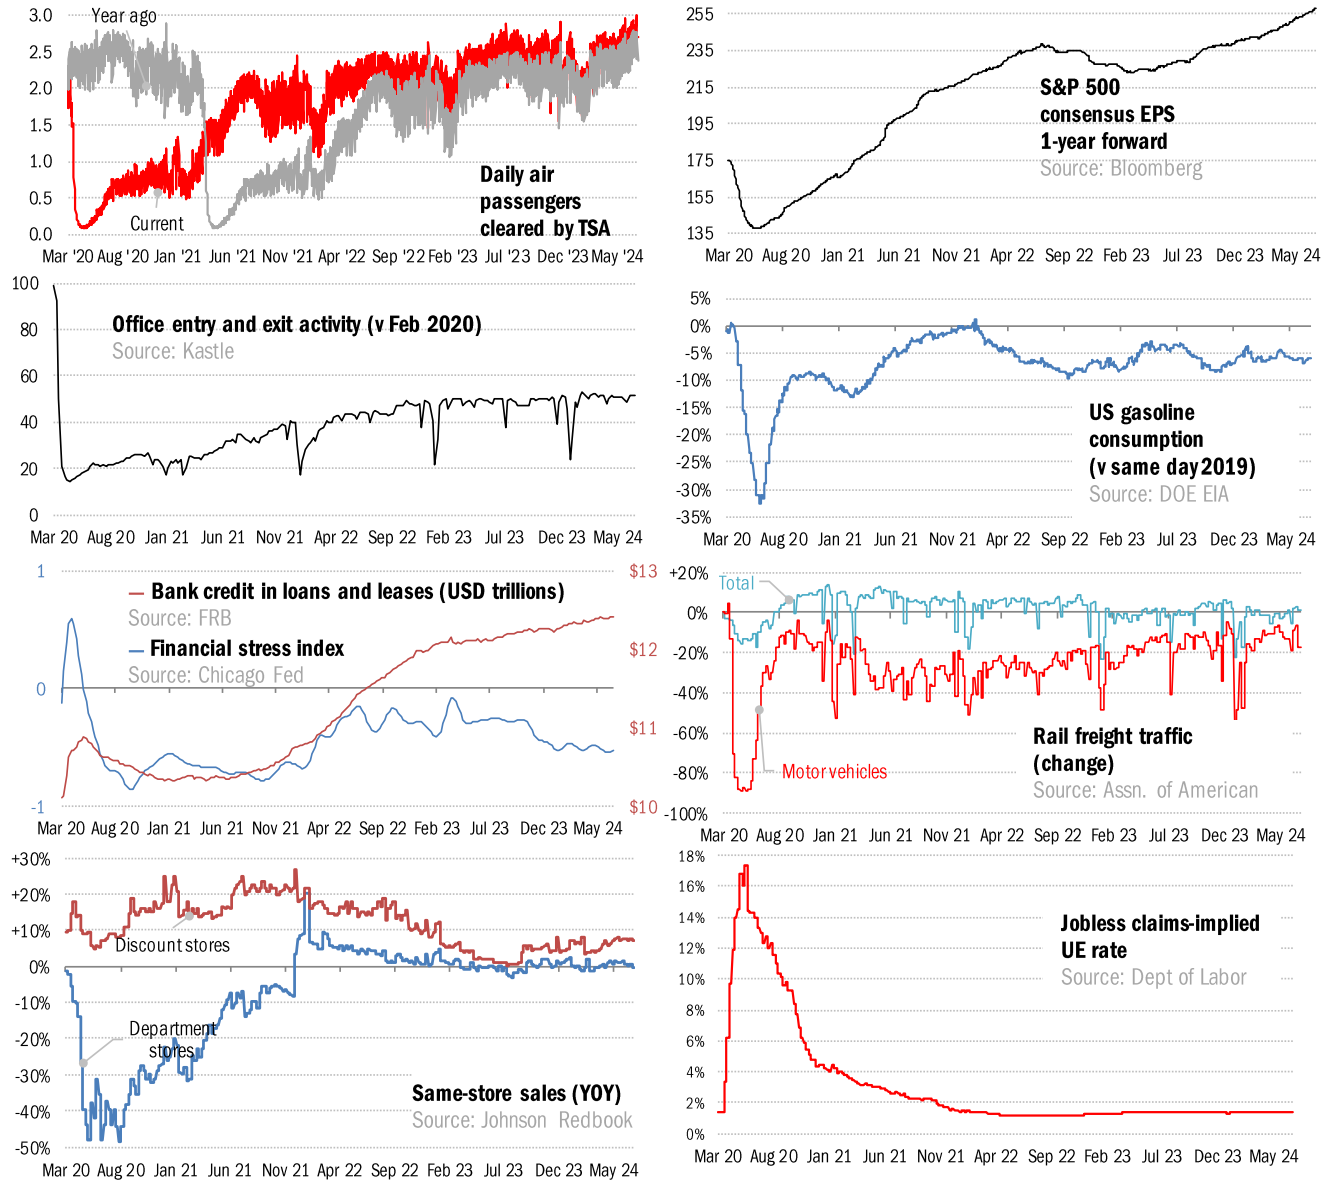 3.0
Year ago
2.5
2.0
1.5
1.0
0.5
0.0
Current
Daily air
passengers
cleared by TSA
Mar '20 Aug '20 Jan '21 Jun '21 Nov '21 Apr '22 Sep '22 Feb '23 Jul '23 Dec '23 May '24
255
235
215
195
175
155
135
S&P 500
consensus EPS
1-year forward
Source: Bloomberg
Mar 20 Aug 20 Jan 21 Jun 21 Nov 21 Apr 22 Sep 22 Feb 23 Jul 23 Dec 23 May 24
100
80
60
40
20
0
Office entry and exit activity (v Feb 2020)
Source: Kastle
Mar 20 Aug 20 Jan 21 Jun 21 Nov 21 Apr 22 Sep 22 Feb 23 Jul 23 Dec 23 May 24
5%
0%
-5%
-10%
-15%
-20%
-25%
-30%
-35%
US gasoline
consumption
(v same day 2019)
Source: DOE EIA
Mar 20 Aug 20 Jan 21 Jun 21 Nov 21 Apr 22 Sep 22 Feb 23 Jul 23 Dec 23 May 24
1
0
-1
Bank credit in loans and leases (USD trillions)
Source: FRB
Financial stress index
Source: Chicago Fed
$13
$12
$11
$10
Mar 20 Aug 20 Jan 21 Jun 21 Nov 21 Apr 22 Sep 22 Feb 23 Jul 23 Dec 23 May 24
+20%
0%
-20%
-40%
-60%
-80%
-100%
Total
Motor vehicles
Rail freight traffic
(change)
Source: Assn. of American
Mar 20 Aug 20 Jan 21 Jun 21 Nov 21 Apr 22 Sep 22 Feb 23 Jul 23 Dec 23 May 24
+30%
+20%
+10%
0%
-10%
-20%
-30%
-40%
-50%
Discount stores
Department
stores
Same-store sales (YOY)
Source: Johnson Redbook
Mar 20 Aug 20 Jan 21 Jun 21 Nov 21 Apr 22 Sep 22 Feb 23 Jul 23 Dec 23 May 24
18%
16%
14%
12%
10%
8%
6%
4%
2%
0%
Jobless claims-implied
UE rate
Source: Dept of Labor
Mar 20 Aug 20 Jan 21 Jun 21 Nov 21 Apr 22 Sep 22 Feb 23 Jul 23 Dec 23 May 24